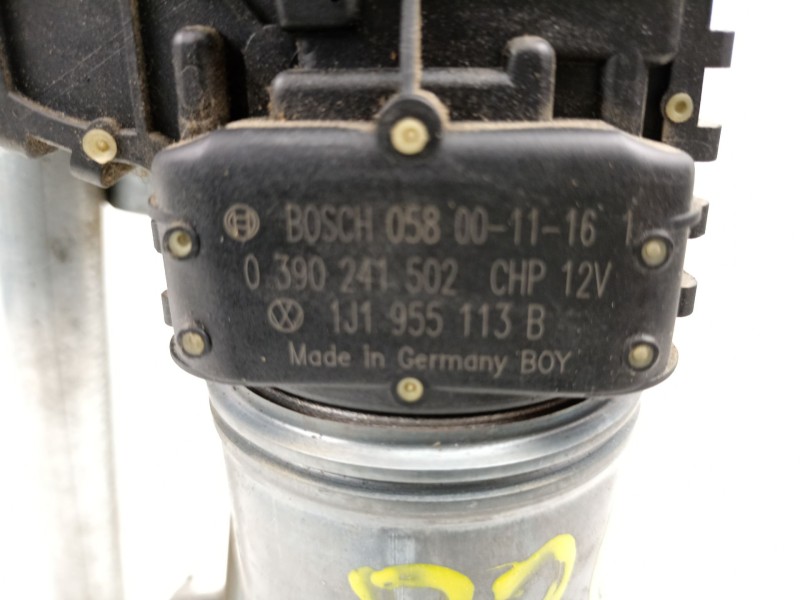 BOSCH 058 00-11-16 1
0 390 241 502 CHP 12V
1J1 955 113 B
Made in Germany BOY